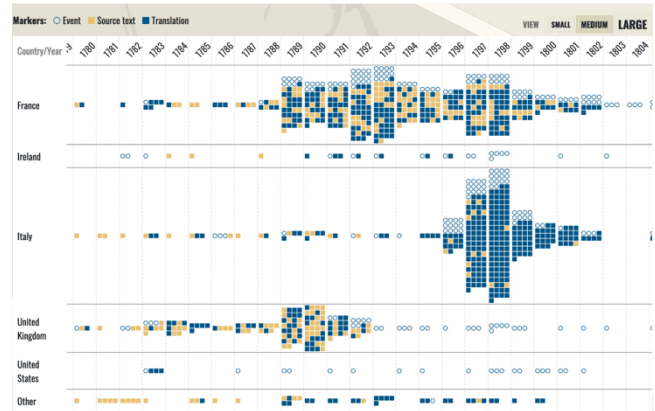 Markers: Event Source text Translation
VIEW SMALL MEDIUM LARGE
Country/Year 9 1780 1781 1782 1783 1784 1785 1786 1787 1788 1789 1790 1791 1792 1793 1794 1795 1796 1797 1798 1799 1800 1801 1802 1803 1804
France
Ireland
Italy
United
Kingdom
United
States
Other